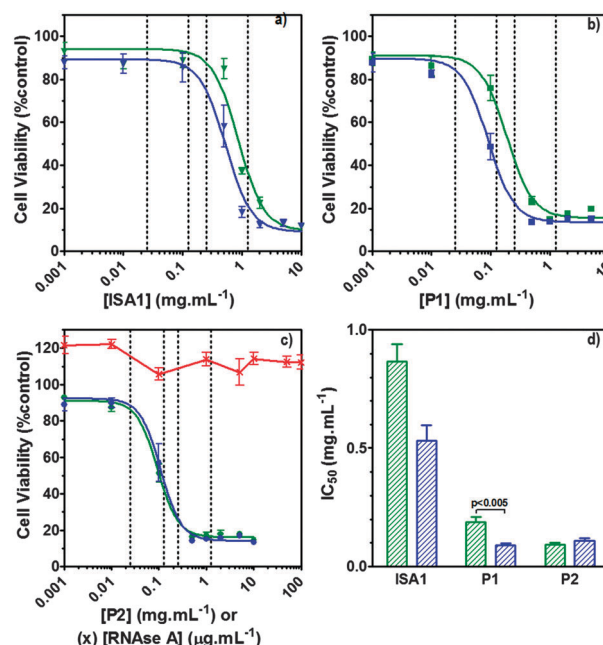 a)
Cell Viability (%control)
100
80
60
40
20
0
0.001
0.01
0.1
1
10
[ISA1] (mg.mL⁻¹)
b)
Cell Viability (%control)
100
80
60
40
20
0
0.001
0.01
0.1
1
10
[P1] (mg.mL⁻¹)
c)
Cell Viability (%control)
120
100
80
60
40
20
0
0.001
0.01
0.1
1
10
100
[P2] (mg.mL⁻¹) or
(x) [RNAse A] (µg.mL⁻¹)
d)
IC₅₀ (mg.mL⁻¹)
1.0
0.5
0.0
p<0.005
ISA1
P1
P2